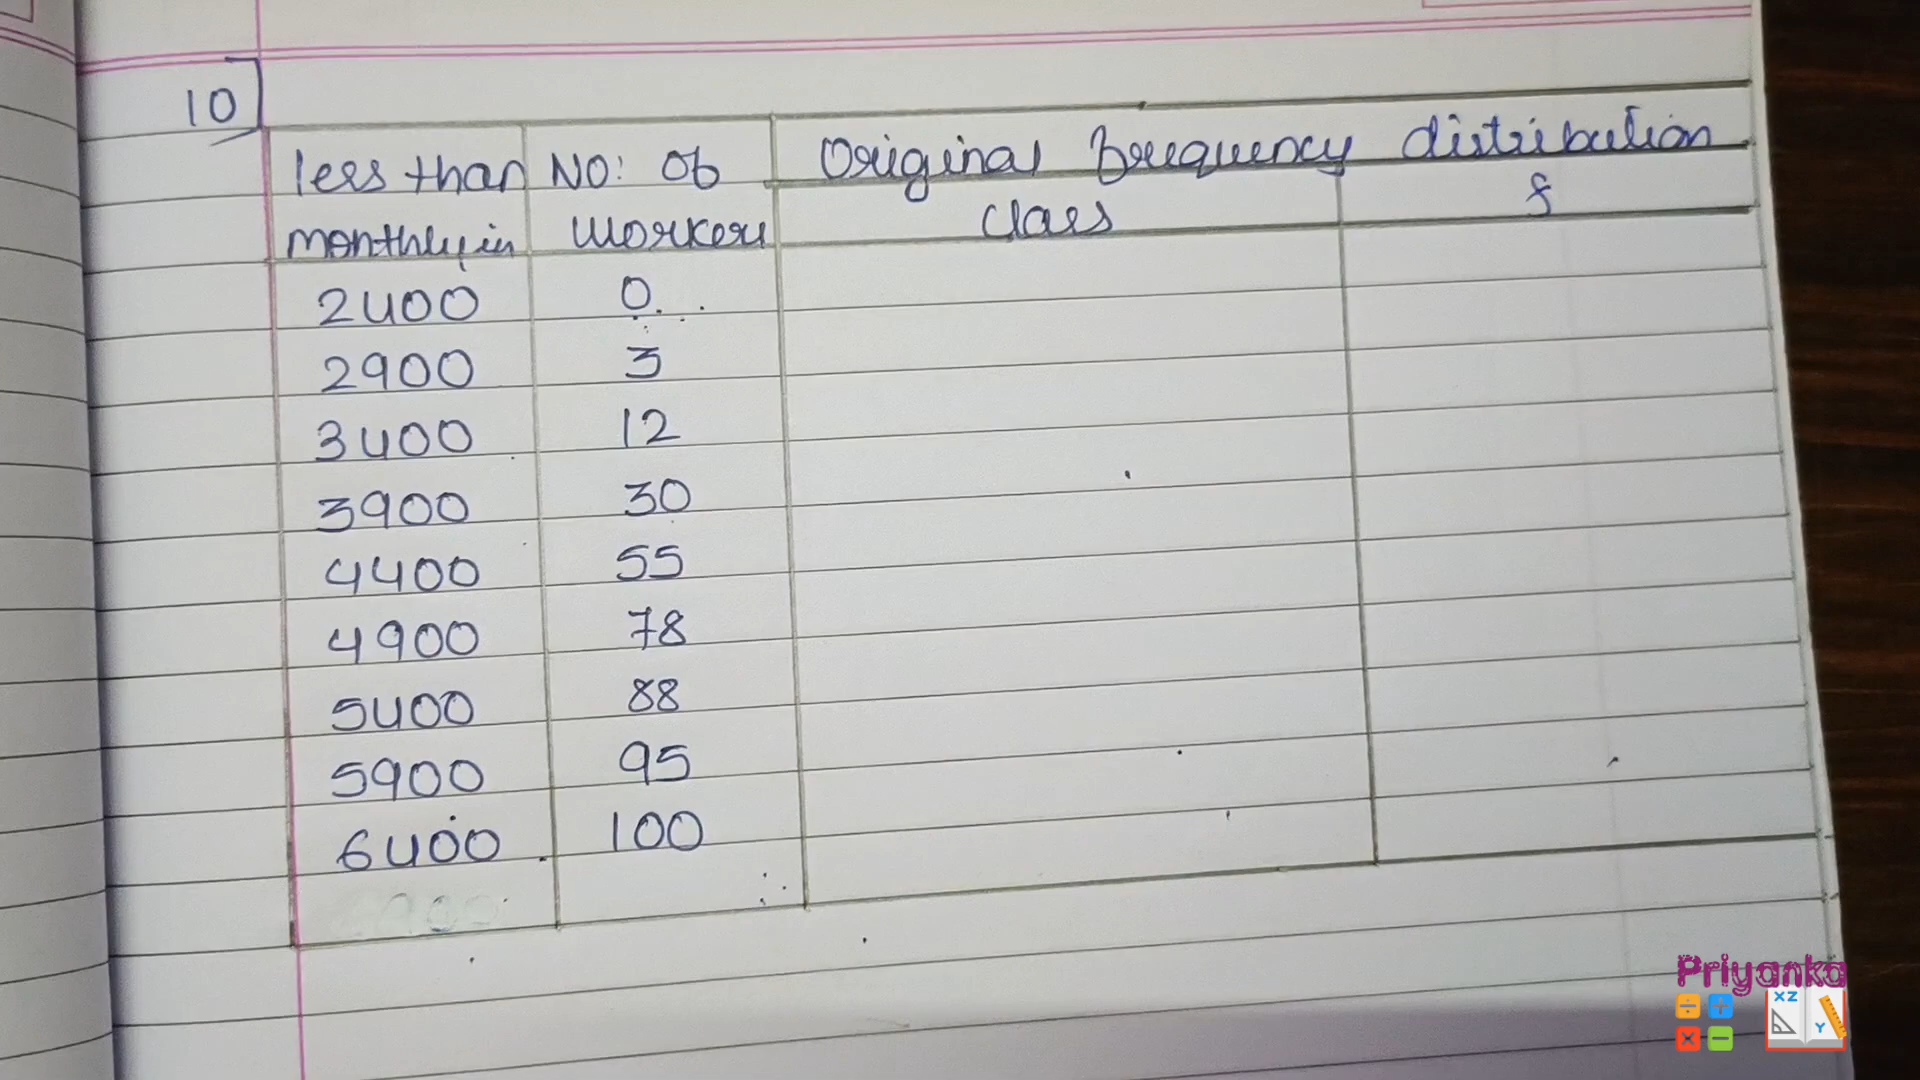 10
less than No: of Original frequency distribution
monthly in workers class f
2400 0
2900 3
3400 12
3900 30
4400 55
4900 78
5400 88
5900 95
6400 100
Priyanka
XZ
Y